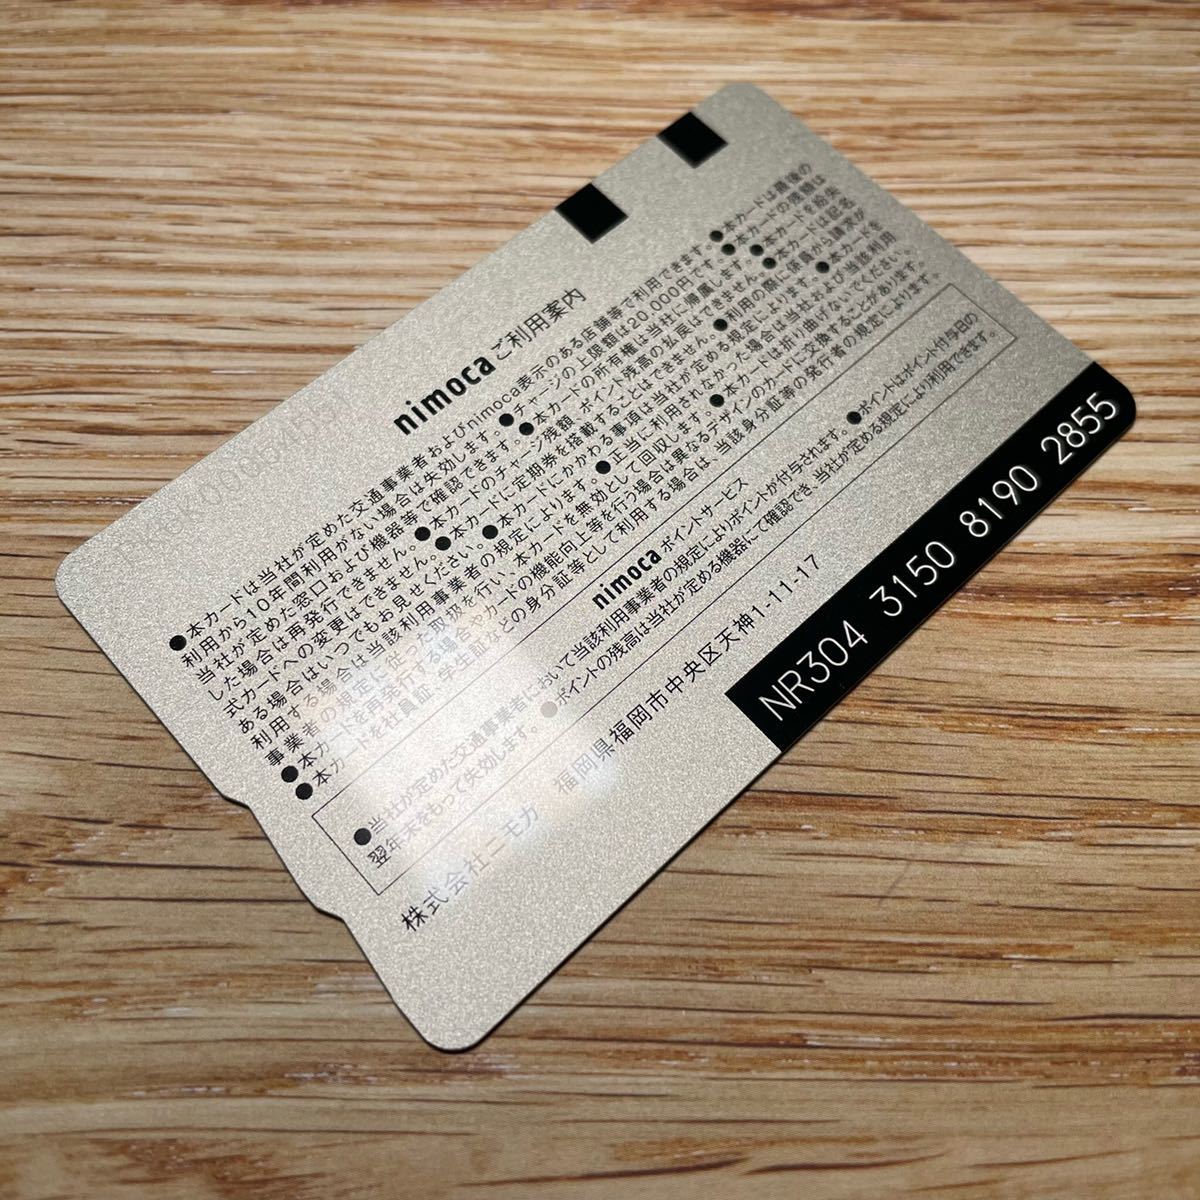 nimocaご利用案内
●本カードは当社が定めた交通事業者およびnimoca表示のある店舗等で利用できます。●本カードは最後の
利用から10年間利用がない場合は失効します。●チャージの上限額は20,000円です。●本カードの種類は
当社が定めた窓口および機器等で確認できます。●本カードの所有権は当社に帰属します。●本カードを紛失
した場合は再発行できません。●本カードのチャージ残額、ポイント残高の払戻はできません。●本カードは記名
式カードへの変更はできません。●本カードに定期券を搭載することはできません。●利用の際に係員から請求が
ある場合はいつでもお見せください。●本カードにかかわる事項は当社が定める規定によります。●本カードを
利用する場合は当該利用事業者の規定によります。●正当に利用されなかった場合は当社および当該利用
事業者の規定に従った取扱を行い、本カードを無効として回収します。●本カードは折り曲げないでください。
●本カードを再発行する場合やカードの機能向上等を行う場合は異なるデザインのカードに交換することがあります。
●本カードを社員証、学生証などの身分証等として利用する場合は、当該身分証等の発行者の規定によります。
nimocaポイントサービス
●当社が定めた交通事業者において当該利用事業者の規定によりポイントが付与されます。●ポイントはポイント付与日の
翌年末をもって失効します。●ポイントの残高は当社が定める機器にて確認でき、当社が定める規定により利用できます。
株式会社ニモカ 福岡県福岡市中央区天神1-11-17
NR304 3150 8190 2855